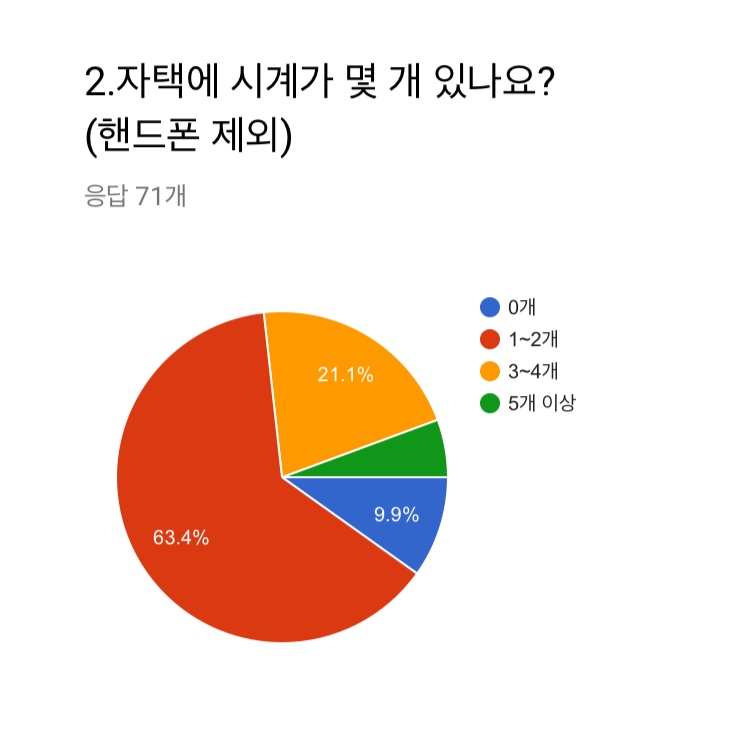 2.자택에 시계가 몇 개 있나요?
(핸드폰 제외)
응답 71개
0개
1~2개
3~4개
5개 이상
21.1%
9.9%
63.4%